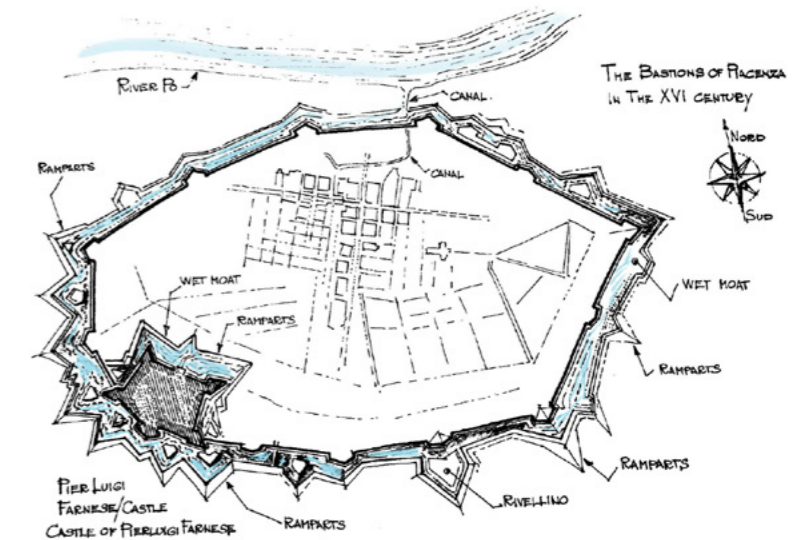 THE BASTIONS OF PIACENZA
IN THE XVI CENTURY
RIVER PÒ
CANAL.
NORD
RAMPARTS
CANAL
SUD
WET MOAT
WET MOAT
RAMPARTS
RAMPARTS
RAMPARTS
PIER LUIGI
FARNESE/CASTLE
CASTLE OF PIERLUIGI FARNESE
RIVELLINO
RAMPARTS